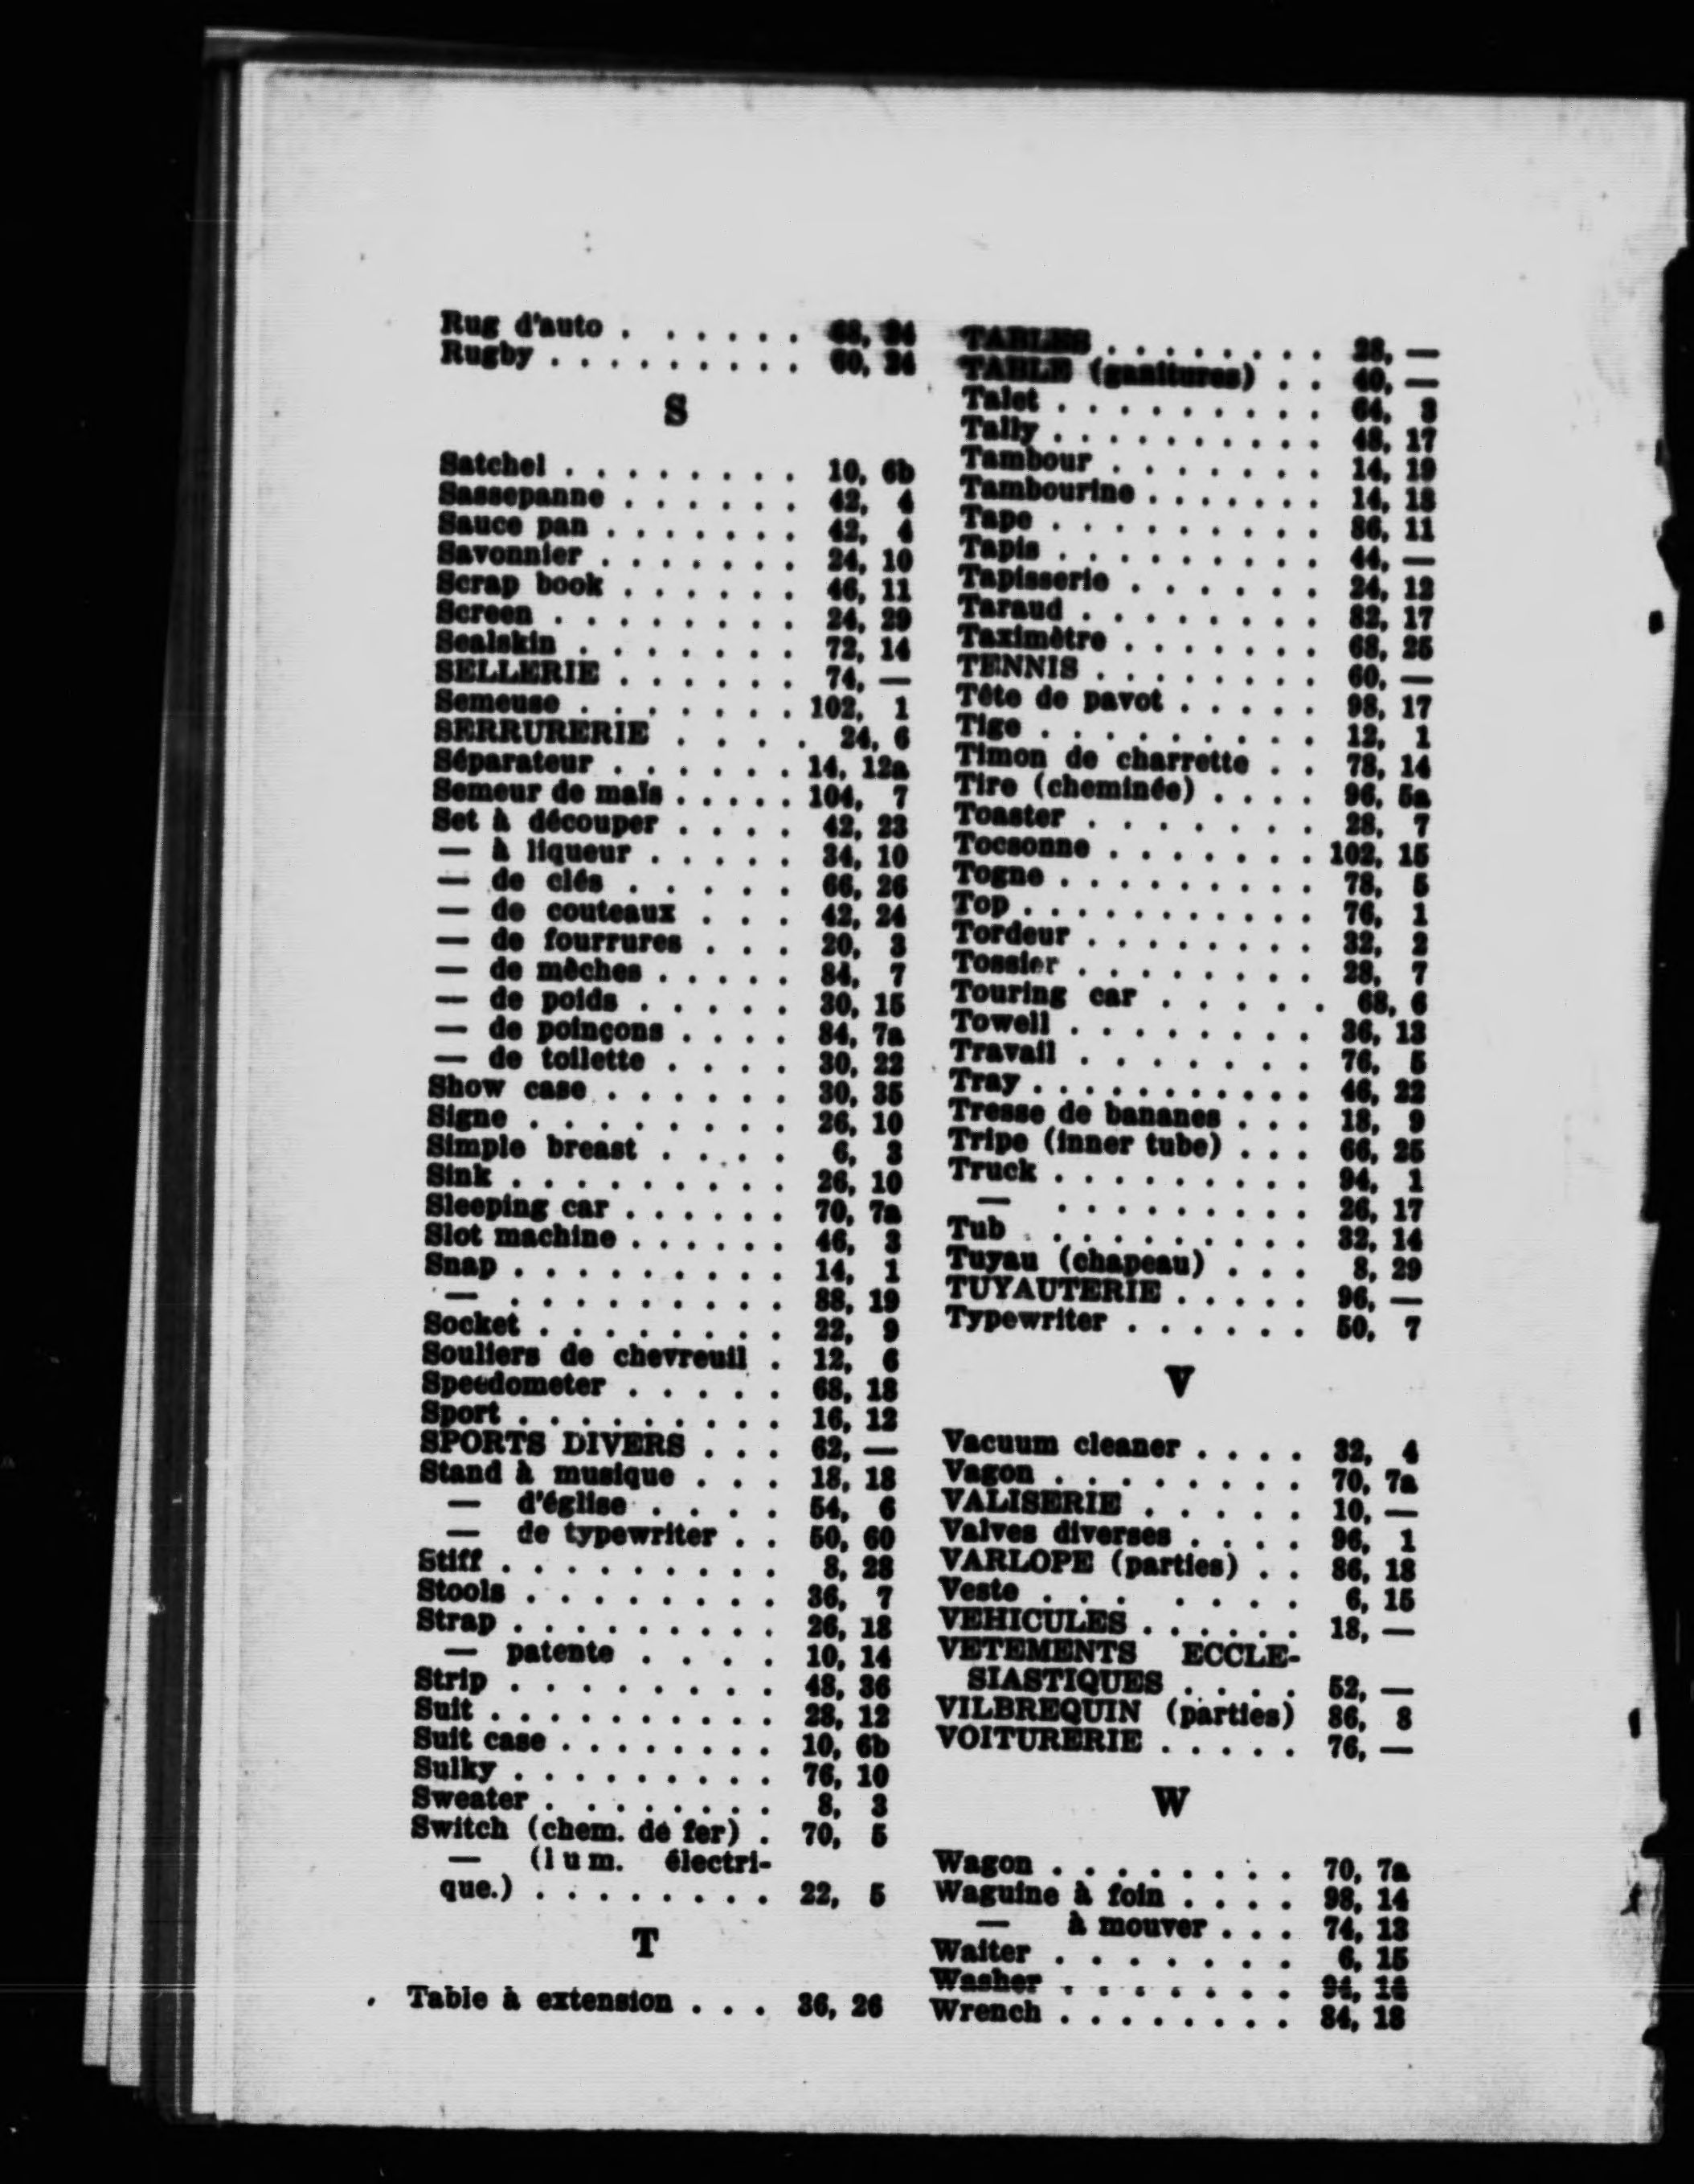 Rug d'auto . . . . . . 68, 24
Rugby . . . . . . . . . 60, 24
S
Satchel . . . . . . . . 10, 6b
Sassepanne . . . . . . 42, 4
Sauce pan . . . . . . . 42, 4
Savonnier . . . . . . . 24, 10
Scrap book . . . . . . 46, 11
Screen . . . . . . . . . 24, 29
Sealskin . . . . . . . 72, 14
SELLERIE . . . . . . 74, —
Semeuse . . . . . . . 102, 1
SERRURERIE . . . . 24, 6
Séparateur . . . . . . 14, 12a
Semeur de maïs . . . . . 104, 7
Set à découper . . . . 42, 23
— à liqueur . . . . . 34, 10
— de clés . . . . . 66, 26
— de couteaux . . . 42, 24
— de fourrures . . . 20, 3
— de mèches . . . . . 84, 7
— de poids . . . . . 30, 15
— de poinçons . . . . 84, 7a
— de toilette . . . . 30, 22
Show case . . . . . . 30, 35
Signe . . . . . . . . . 26, 10
Simple breast . . . . 6, 3
Sink . . . . . . . . . 26, 10
Sleeping car . . . . . . 70, 7a
Slot machine . . . . . . 46, 3
Snap . . . . . . . . . 14, 1
— . . . . . . . . . . 88, 19
Socket . . . . . . . . . 22, 9
Souliers de chevreuil . 12, 6
Speedometer . . . . . 68, 18
Sport . . . . . . . . . 16, 12
SPORTS DIVERS . . . 62, —
Stand à musique . . . 18, 18
— d'église . . . . 54, 6
— de typewriter . . 50, 60
Stiff . . . . . . . . . 8, 28
Stools . . . . . . . . . 36, 7
Strap . . . . . . . . . 26, 18
— patente . . . . 10, 14
Strip . . . . . . . . . 48, 36
Suit . . . . . . . . . . 28, 12
Suit case . . . . . . . . 10, 6b
Sulky . . . . . . . . . 76, 10
Sweater . . . . . . . . 8, 3
Switch (chem. de fer) . 70, 5
— (lum. électri-
que.) . . . . . . . . 22, 5
T
Table à extension . . . 36, 26
TABLES . . . . . . . . 28, —
TABLE (ganitures) . . 40, —
Talet . . . . . . . . . 64, 3
Tally . . . . . . . . . . 48, 17
Tambour . . . . . . . 14, 19
Tambourine . . . . . . . 14, 18
Tape . . . . . . . . . 86, 11
Tapis . . . . . . . . . 44, —
Tapisserie . . . . . . 24, 12
Taraud . . . . . . . . 82, 17
Taximètre . . . . . . . 68, 25
TENNIS . . . . . . . . 60, —
Tête de pavot . . . . . 98, 17
Tige . . . . . . . . . 12, 1
Timon de charrette . . 78, 14
Tire (cheminée) . . . . 96, 5a
Toaster . . . . . . . 28, 7
Tocsonne . . . . . . . 102, 15
Togne . . . . . . . . . 78, 5
Top . . . . . . . . . . . 76, 1
Tordeur . . . . . . . . 32, 2
Tossier . . . . . . . . 28, 7
Touring car . . . . . . 68, 6
Towell . . . . . . . . 36, 13
Travail . . . . . . . 76, 5
Tray . . . . . . . . . . . 46, 22
Tresse de bananes . . . 18, 9
Tripe (inner tube) . . . 66, 25
Truck . . . . . . . . . 94, 1
— . . . . . . . . . 26, 17
Tub . . . . . . . . . . 32, 14
Tuyau (chapeau) . . . 8, 29
TUYAUTERIE . . . . . 96, —
Typewriter . . . . . . 50, 7
V
Vacuum cleaner . . . . 32, 4
Vagon . . . . . . . . . 70, 7a
VALISERIE . . . . . 10, —
Valves diverses . . . . 96, 1
VARLOPE (parties) . . 86, 18
Veste . . . . . . . 6, 15
VEHICULES . . . . . . 18, —
VETEMENTS ECCLE-
SIASTIQUES . . . . 52, —
VILBREQUIN (parties) 86, 8
VOITURERIE . . . . . 76, —
W
Wagon . . . . . . . . 70, 7a
Waguine à foin . . . . 98, 14
— à mouver . . . 74, 13
Waiter . . . . . . . 6, 15
Washer . . . . . . . 94,
Wrench . . . . . . . . 84, 18